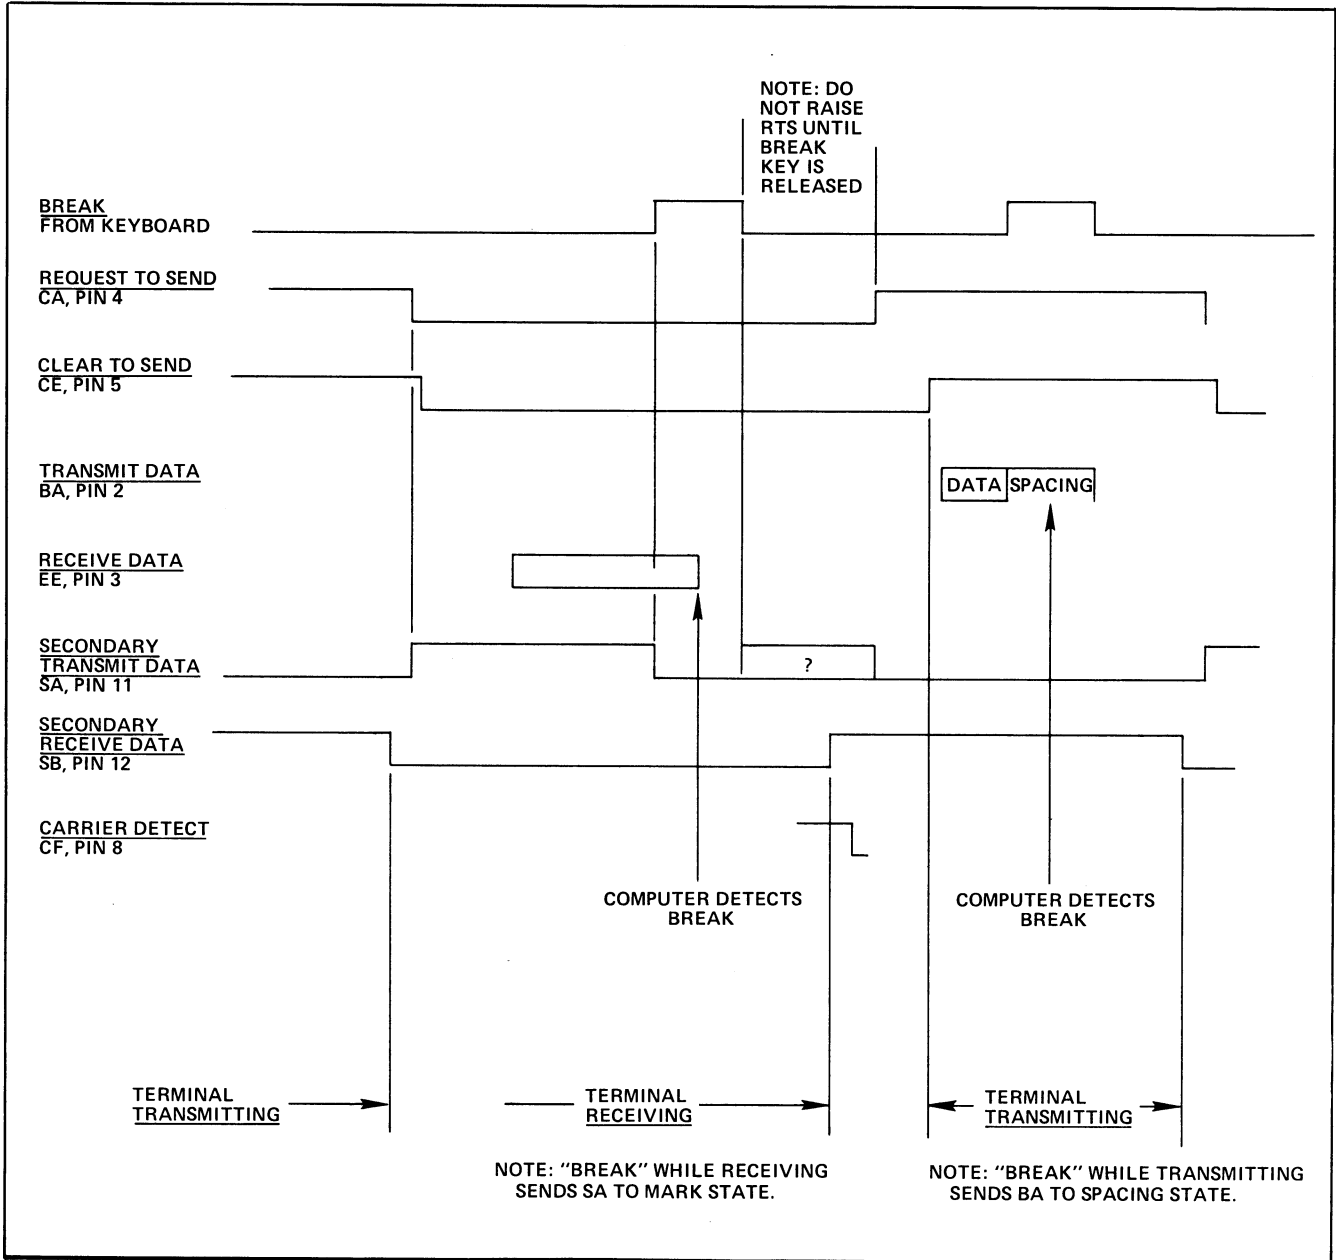 NOTE: DO
NOT RAISE
RTS UNTIL
BREAK
KEY IS
RELEASED
BREAK
FROM KEYBOARD
REQUEST TO SEND
CA, PIN 4
CLEAR TO SEND
CE, PIN 5
TRANSMIT DATA
BA, PIN 2
DATA SPACING
RECEIVE DATA
EE, PIN 3
SECONDARY
TRANSMIT DATA
SA, PIN 11
?
SECONDARY
RECEIVE DATA
SB, PIN 12
CARRIER DETECT
CF, PIN 8
COMPUTER DETECTS
BREAK
COMPUTER DETECTS
BREAK
TERMINAL
TRANSMITTING
TERMINAL
RECEIVING
TERMINAL
TRANSMITTING
NOTE: "BREAK" WHILE RECEIVING
SENDS SA TO MARK STATE.
NOTE: "BREAK" WHILE TRANSMITTING
SENDS BA TO SPACING STATE.